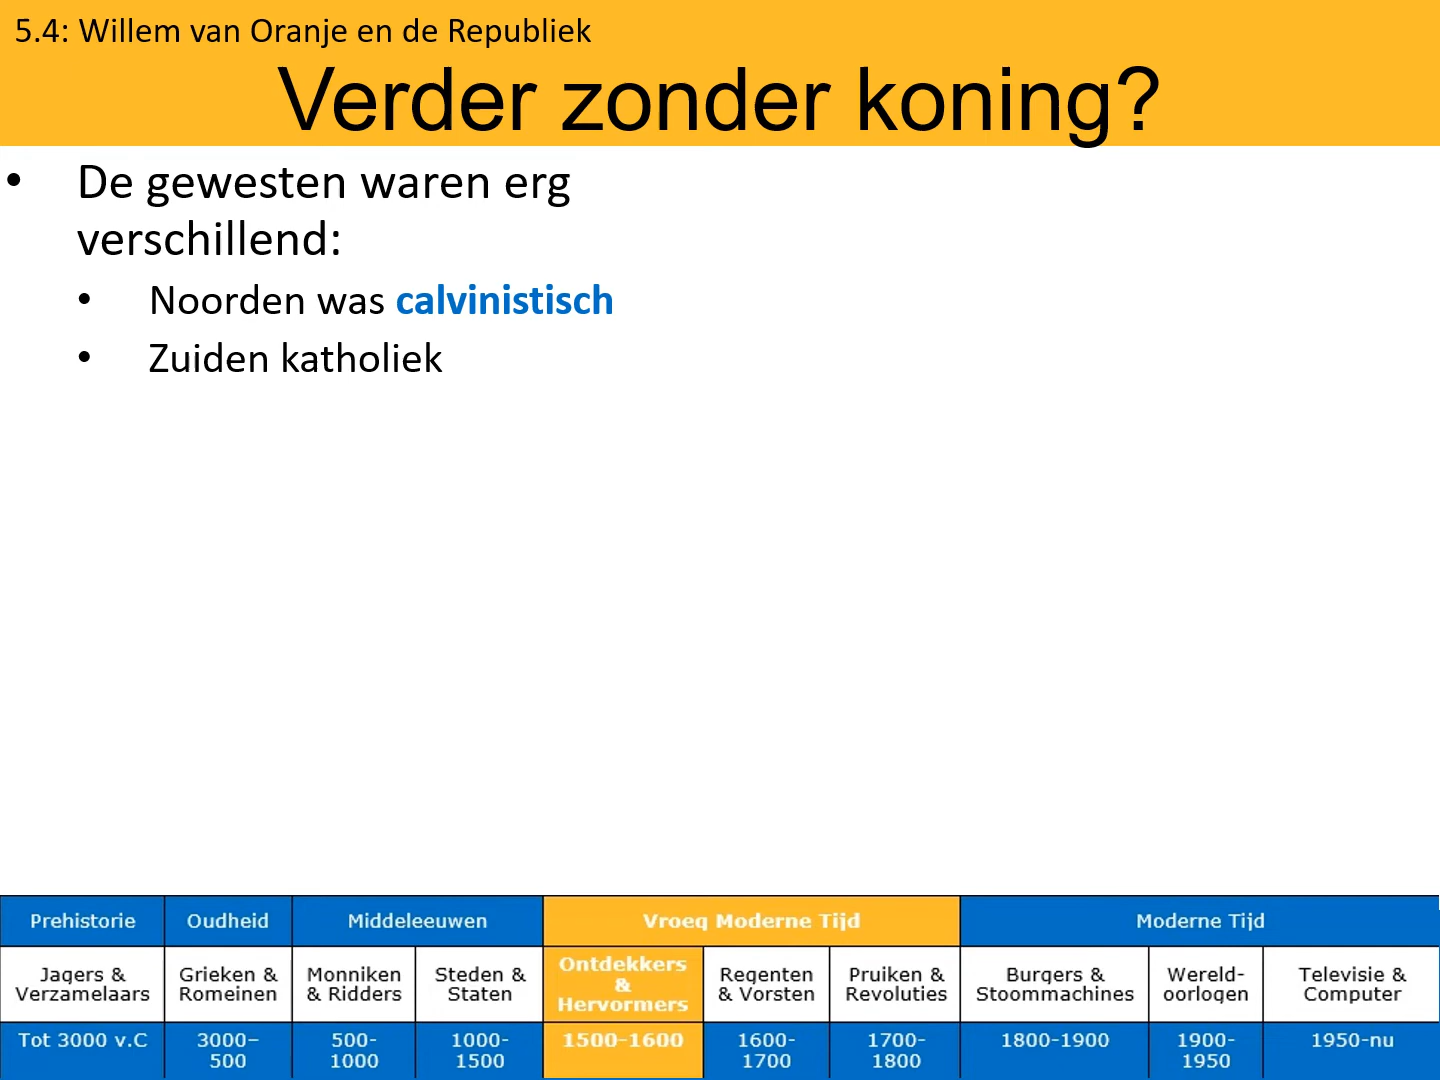 5.4: Willem van Oranje en de Republiek
Verder zonder koning?
• De gewesten waren erg
verschillend:
• Noorden was calvinistisch
• Zuiden katholiek
Prehistorie Oudheid Middeleeuwen Vroeg Moderne Tijd Moderne Tijd
Jagers & Verzamelaars Grieken & Romeinen Monniken & Ridders Steden & Staten Ontdekkers & Hervormers Regenten & Vorsten Pruiken & Revoluties Burgers & Stoommachines Wereld-oorlogen Televisie & Computer
Tot 3000 v.C 3000–500 500-1000 1000-1500 1500-1600 1600-1700 1700-1800 1800-1900 1900-1950 1950-nu